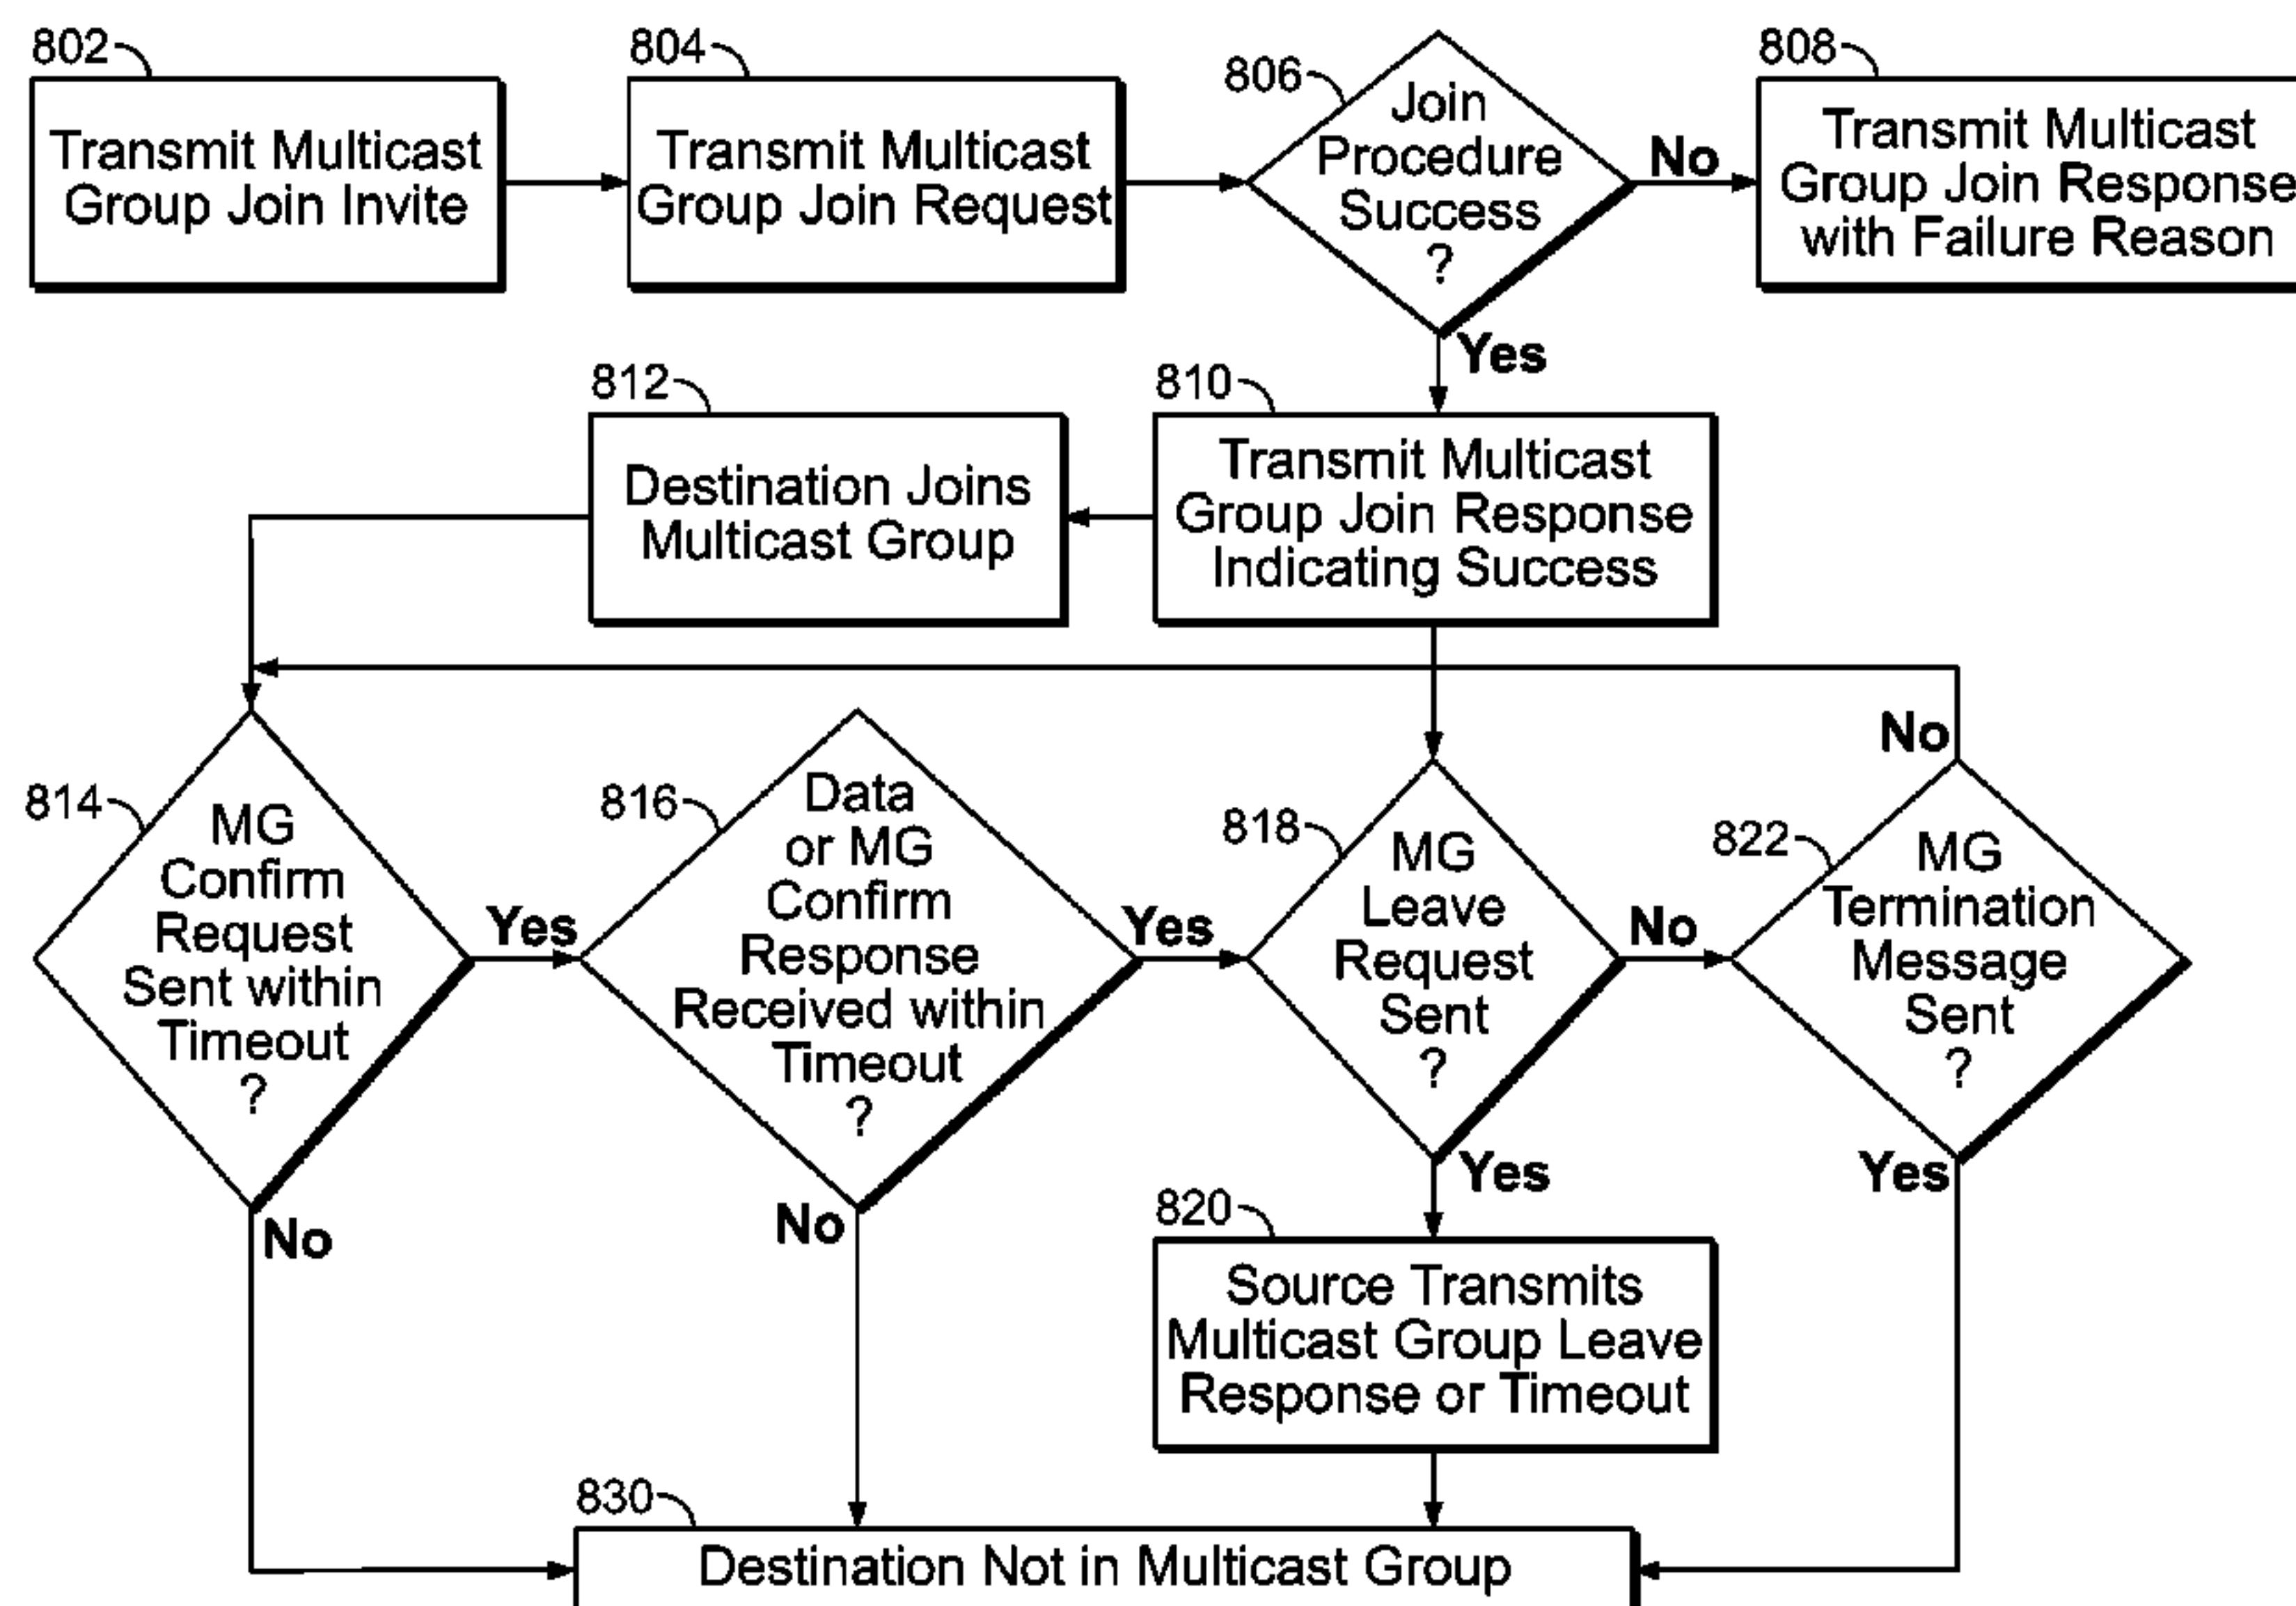 802
Transmit Multicast
Group Join Invite
804
Transmit Multicast
Group Join Request
806
Join
Procedure
Success
?
No
808
Transmit Multicast
Group Join Response
with Failure Reason
Yes
812
Destination Joins
Multicast Group
810
Transmit Multicast
Group Join Response
Indicating Success
814
MG
Confirm
Request
Sent within
Timeout
?
Yes
No
816
Data
or MG
Confirm
Response
Received within
Timeout
?
Yes
No
818
MG
Leave
Request
Sent
?
No
Yes
822
MG
Termination
Message
Sent
?
No
Yes
820
Source Transmits
Multicast Group Leave
Response or Timeout
830
Destination Not in Multicast Group